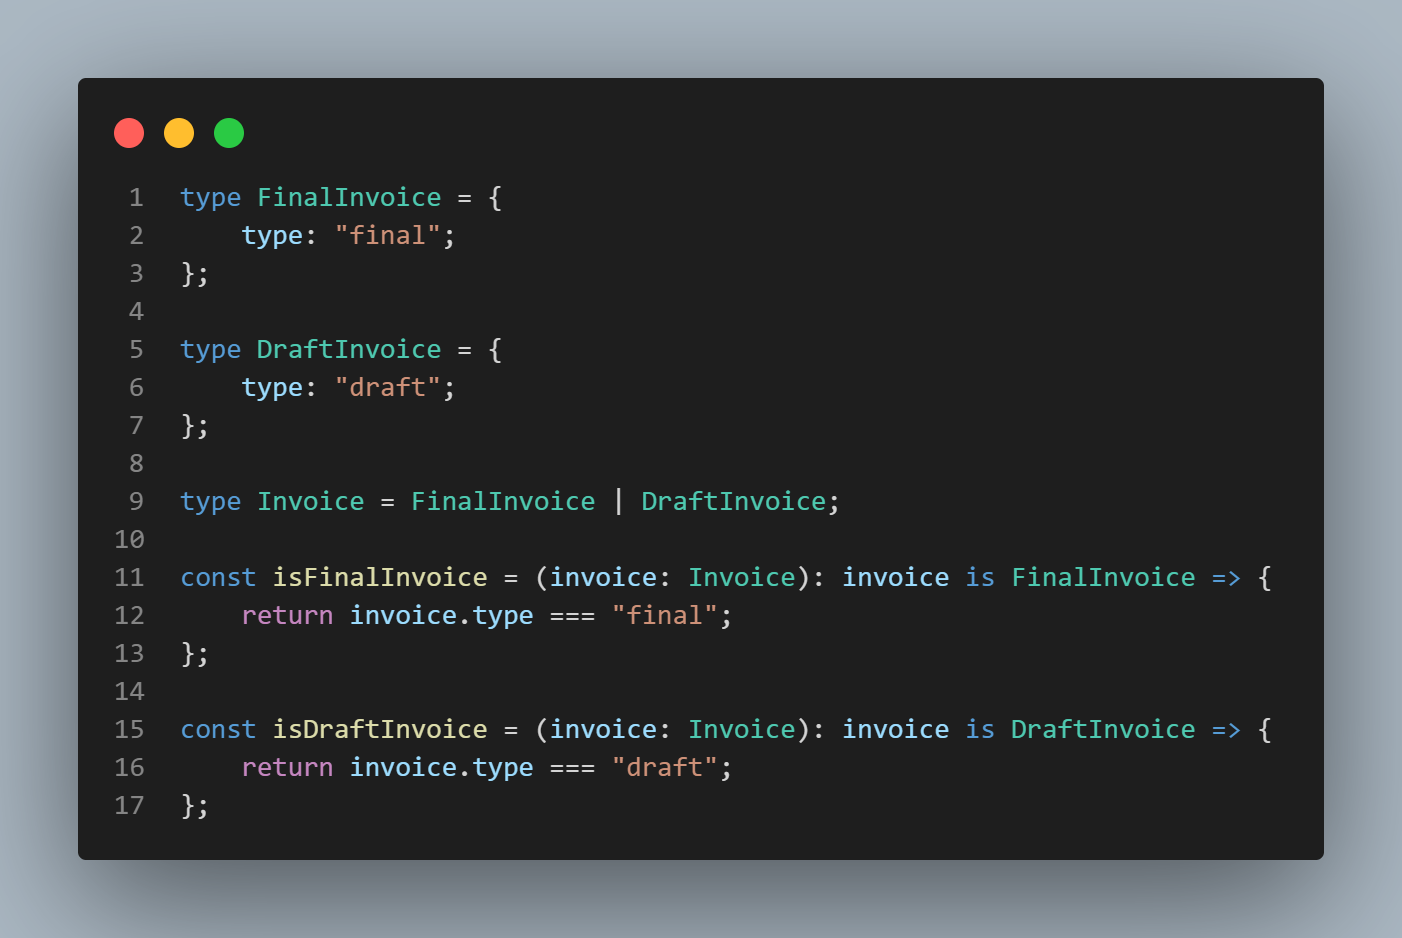 1 type FinalInvoice = {
2     type: "final";
3 };
4
5 type DraftInvoice = {
6     type: "draft";
7 };
8
9 type Invoice = FinalInvoice | DraftInvoice;
10
11 const isFinalInvoice = (invoice: Invoice): invoice is FinalInvoice => {
12     return invoice.type === "final";
13 };
14
15 const isDraftInvoice = (invoice: Invoice): invoice is DraftInvoice => {
16     return invoice.type === "draft";
17 };